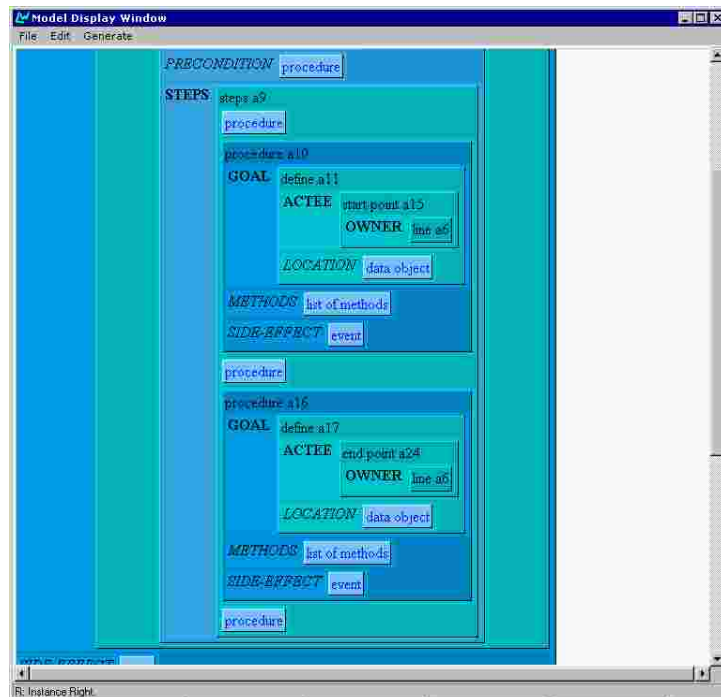 Model Display Window
File Edit Generate
PRECONDITION procedure
STEPS steps a9
procedure
procedure a10
GOAL define a11
ACTEE start point a15
OWNER line a6
LOCATION data object
METHODS list of methods
SIDE-EFFECT event
procedure
procedure a16
GOAL define a17
ACTEE end point a24
OWNER line a6
LOCATION data object
METHODS list of methods
SIDE-EFFECT event
procedure
SIDE-EFFECT
R: Instance Right.